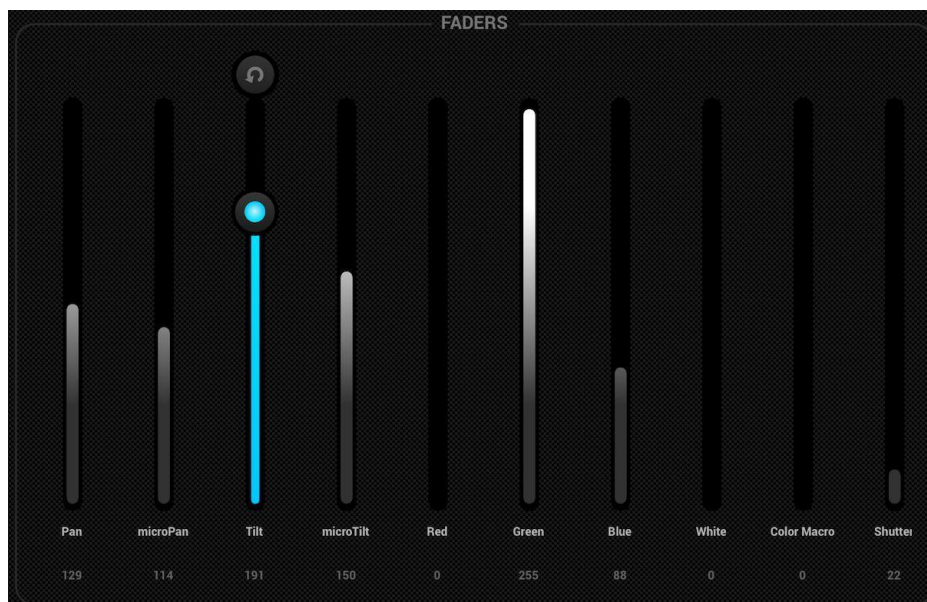 FADERS
Pan microPan Tilt microTilt Red Green Blue White Color Macro Shutter
129 114 191 150 0 255 88 0 0 22